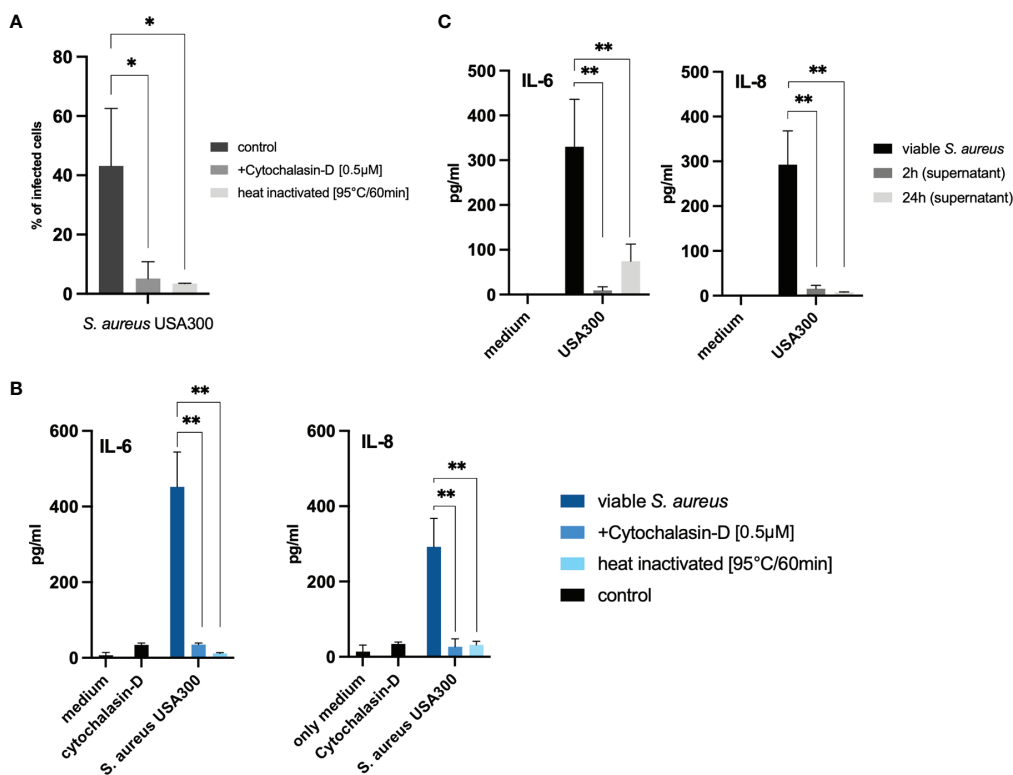 A
*
*
80
60
40
20
0
% of infected cells
S. aureus USA300
control
+Cytochalasin-D [0.5µM]
heat inactivated [95°C/60min]
C
IL-6
**
**
500
400
300
200
100
0
pg/ml
medium
USA300
IL-8
**
**
500
400
300
200
100
0
pg/ml
medium
USA300
viable S. aureus
2h (supernatant)
24h (supernatant)
B
IL-6
**
**
600
400
200
0
pg/ml
medium
cytochalasin-D
S. aureus USA300
IL-8
**
**
600
400
200
0
pg/ml
only medium
Cytochalasin-D
S. aureus USA300
viable S. aureus
+Cytochalasin-D [0.5µM]
heat inactivated [95°C/60min]
control